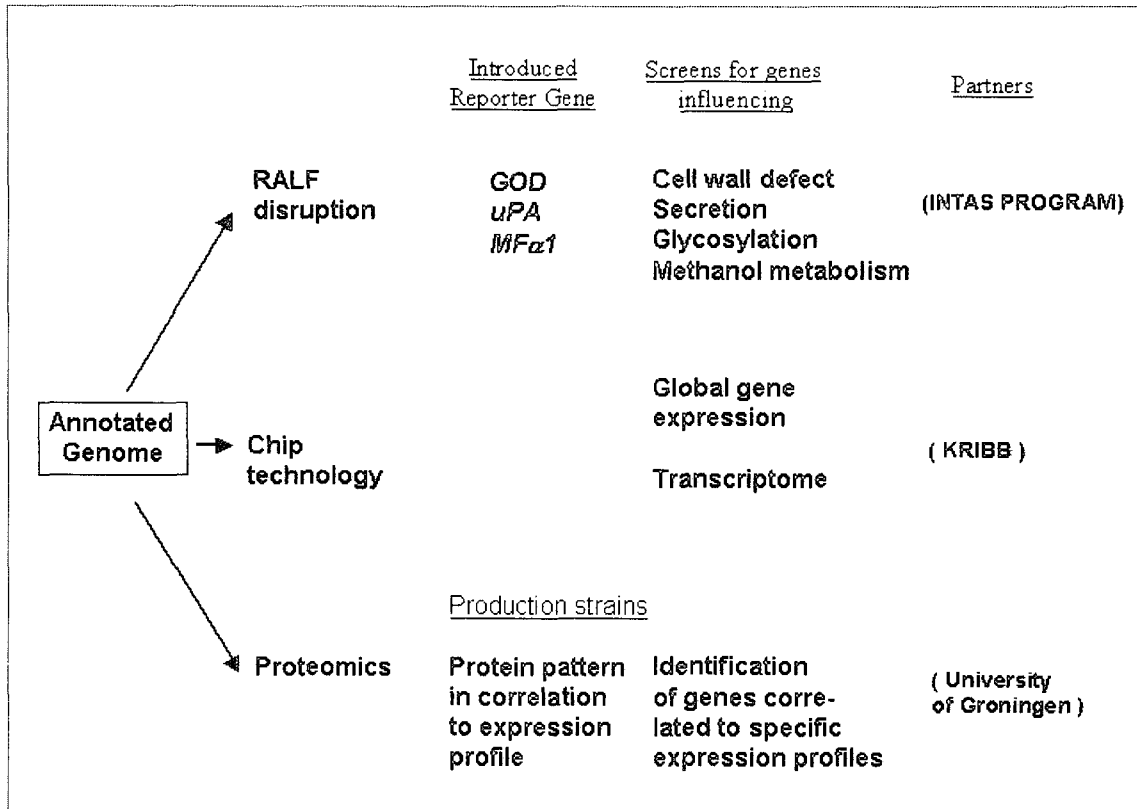 Introduced
Reporter Gene
Screens for genes
influencing
Partners
RALF
disruption
GOD
uPA
MFα1
Cell wall defect
Secretion
Glycosylation
Methanol metabolism
(INTAS PROGRAM)
Annotated
Genome
Chip
technology
Global gene
expression
Transcriptome
( KRIBB )
Production strains
Proteomics
Protein pattern
in correlation
to expression
profile
Identification
of genes corre-
lated to specific
expression profiles
( University
of Groningen )